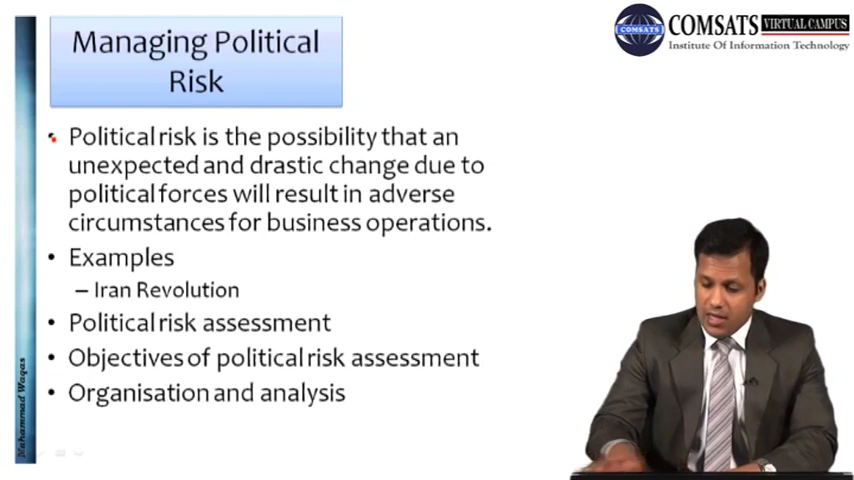 Managing Political
Risk
COMSATS
COMSATS VIRTUAL CAMPUS
Institute Of Information Technology
• Political risk is the possibility that an
unexpected and drastic change due to
political forces will result in adverse
circumstances for business operations.
• Examples
– Iran Revolution
• Political risk assessment
• Objectives of political risk assessment
• Organisation and analysis
Muhammad Waqas